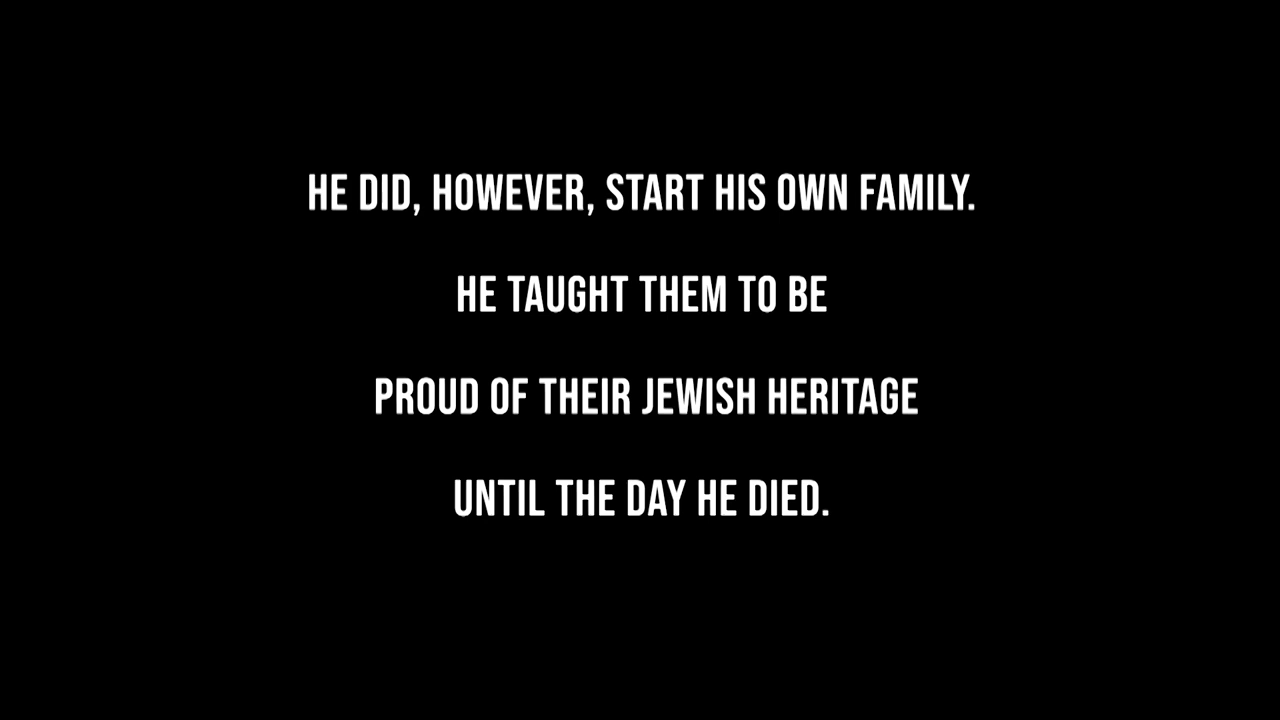 HE DID, HOWEVER, START HIS OWN FAMILY.
HE TAUGHT THEM TO BE
PROUD OF THEIR JEWISH HERITAGE
UNTIL THE DAY HE DIED.